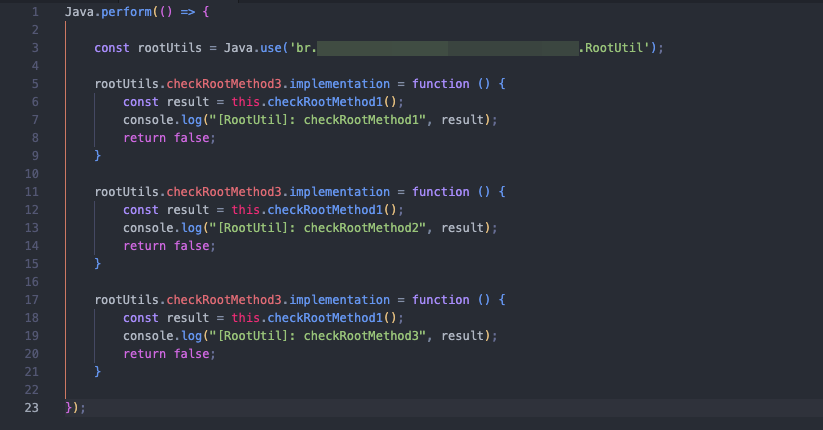 1 Java.perform(() => {
2
3 const rootUtils = Java.use('br. .RootUtil');
4
5 rootUtils.checkRootMethod3.implementation = function () {
6 const result = this.checkRootMethod1();
7 console.log("[RootUtil]: checkRootMethod1", result);
8 return false;
9 }
10
11 rootUtils.checkRootMethod3.implementation = function () {
12 const result = this.checkRootMethod1();
13 console.log("[RootUtil]: checkRootMethod2", result);
14 return false;
15 }
16
17 rootUtils.checkRootMethod3.implementation = function () {
18 const result = this.checkRootMethod1();
19 console.log("[RootUtil]: checkRootMethod3", result);
20 return false;
21 }
22
23 });